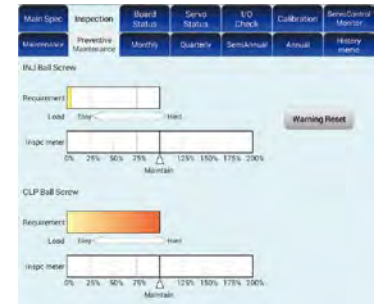 Main Spec Inspection Board Status Servo Status I/O Check Calibration ServoControl Monitor
Maintenance Preventive Maintenance Monthly Quarterly SemiAnnual Annual History memo
INJ Ball Screw
Requirement
Load Easy Hard
Warning Reset
Inspc meter
0% 25% 50% 75% 125% 150% 175% 200%
Maintain
CLP Ball Screw
Requirement
Load Easy Hard
Inspc meter
0% 25% 50% 75% 125% 150% 175% 200%
Maintain